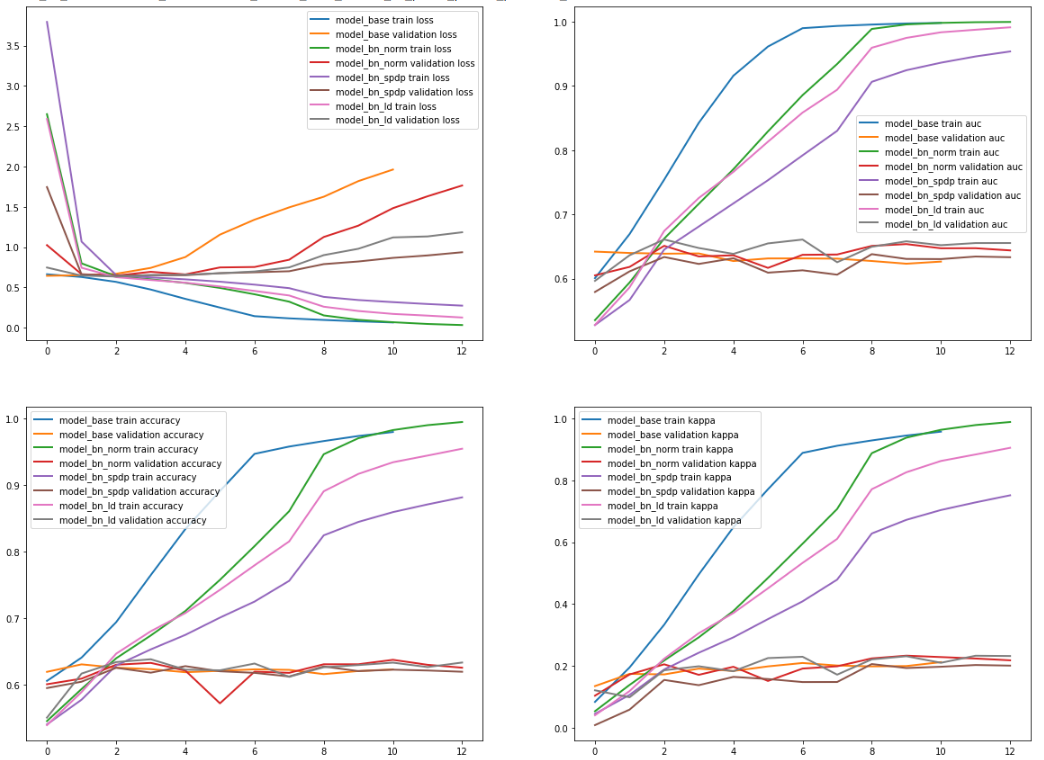 model_base train loss
model_base validation loss
model_bn_norm train loss
model_bn_norm validation loss
model_bn_spdp train loss
model_bn_spdp validation loss
model_bn_ld train loss
model_bn_ld validation loss
3.5
3.0
2.5
2.0
1.5
1.0
0.5
0.0
0 2 4 6 8 10 12
1.0
0.9
0.8
0.7
0.6
model_base train auc
model_base validation auc
model_bn_norm train auc
model_bn_norm validation auc
model_bn_spdp train auc
model_bn_spdp validation auc
model_bn_ld train auc
model_bn_ld validation auc
0 2 4 6 8 10 12
model_base train accuracy
model_base validation accuracy
model_bn_norm train accuracy
model_bn_norm validation accuracy
model_bn_spdp train accuracy
model_bn_spdp validation accuracy
model_bn_ld train accuracy
model_bn_ld validation accuracy
1.0
0.9
0.8
0.7
0.6
0 2 4 6 8 10 12
model_base train kappa
model_base validation kappa
model_bn_norm train kappa
model_bn_norm validation kappa
model_bn_spdp train kappa
model_bn_spdp validation kappa
model_bn_ld train kappa
model_bn_ld validation kappa
1.0
0.8
0.6
0.4
0.2
0.0
0 2 4 6 8 10 12